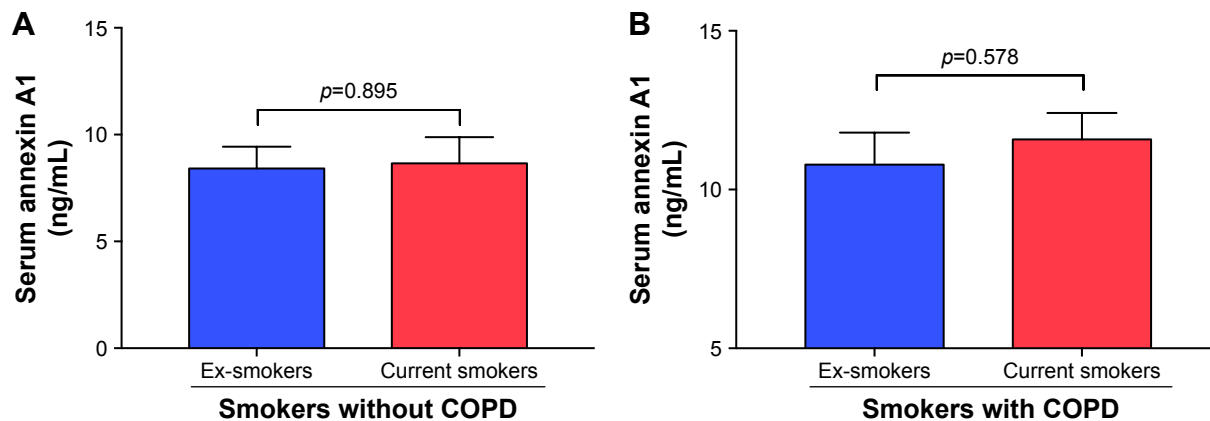 A
Serum annexin A1
(ng/mL)
15
10
5
0
p=0.895
Ex-smokers
Current smokers
Smokers without COPD
B
Serum annexin A1
(ng/mL)
15
10
5
p=0.578
Ex-smokers
Current smokers
Smokers with COPD